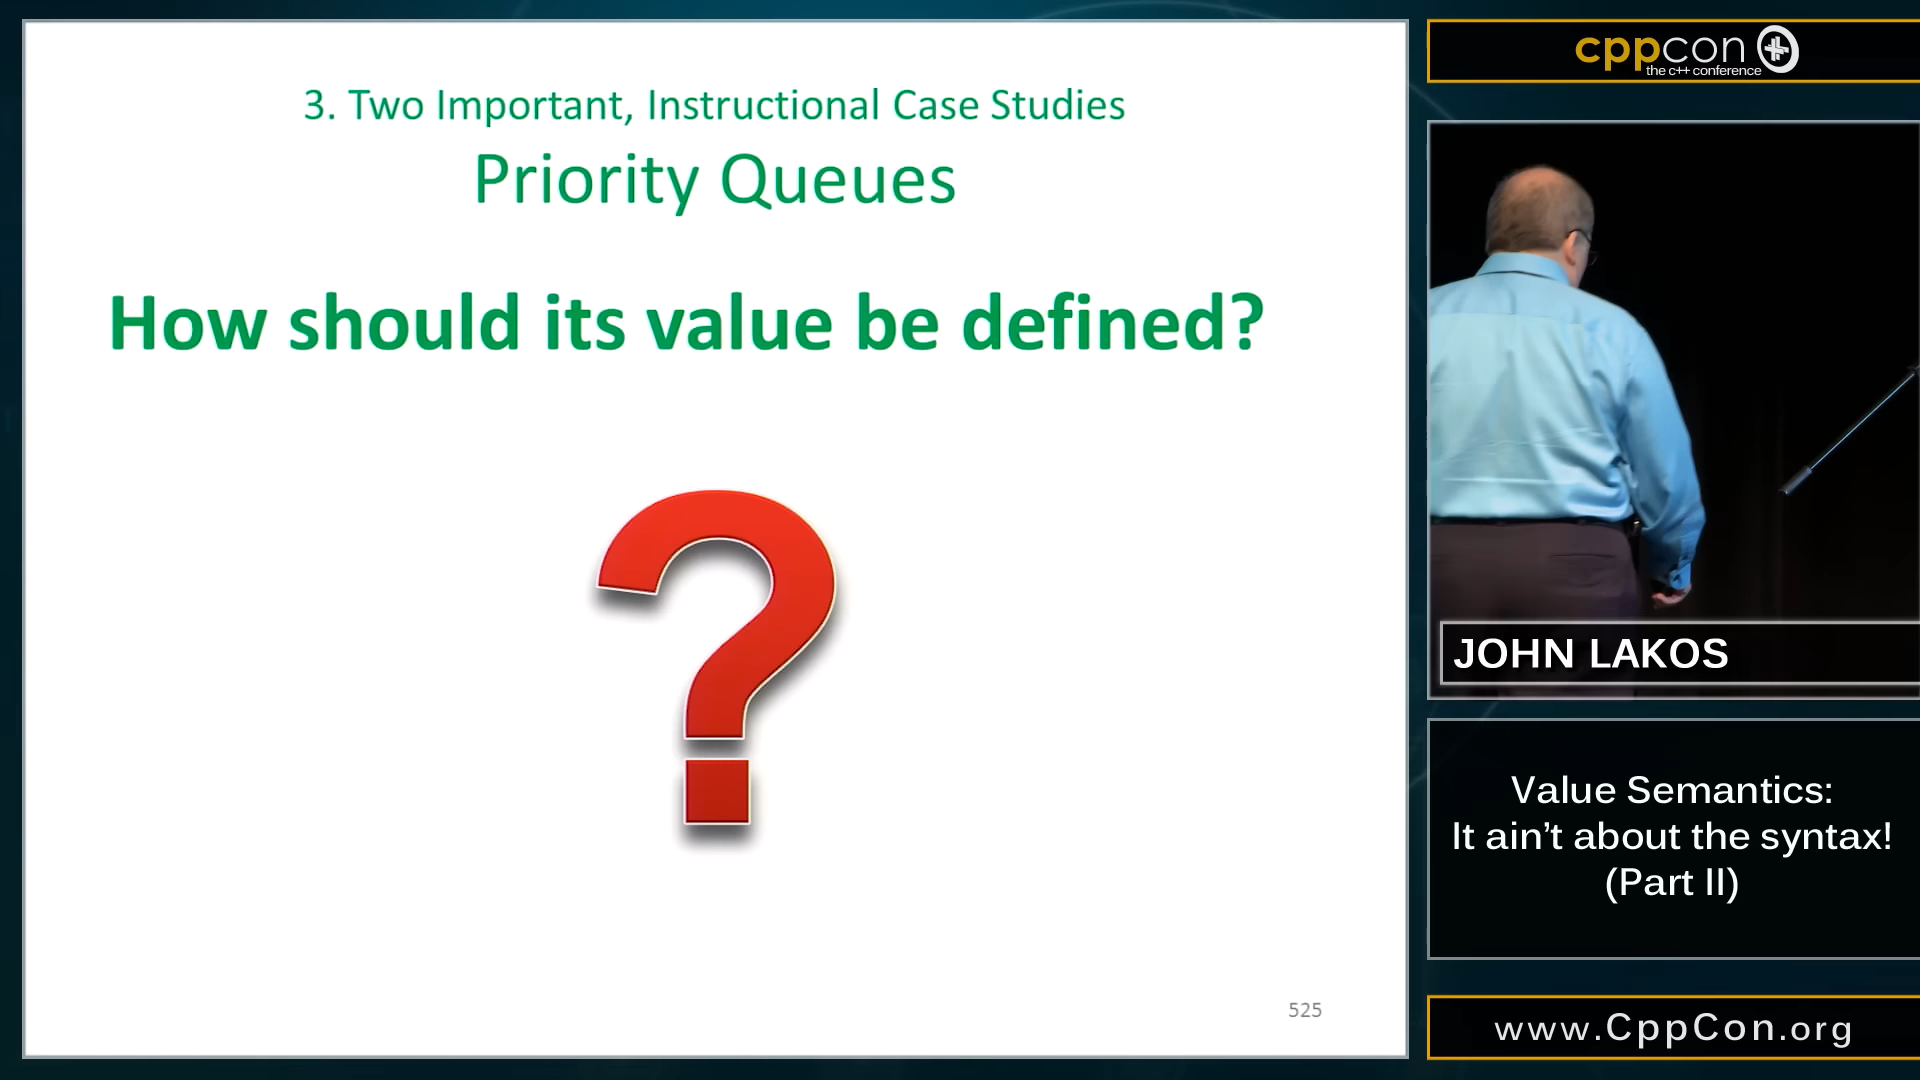 3. Two Important, Instructional Case Studies
Priority Queues
How should its value be defined?
?
525
cppcon
the c++ conference
JOHN LAKOS
Value Semantics:
It ain’t about the syntax!
(Part II)
www.CppCon.org